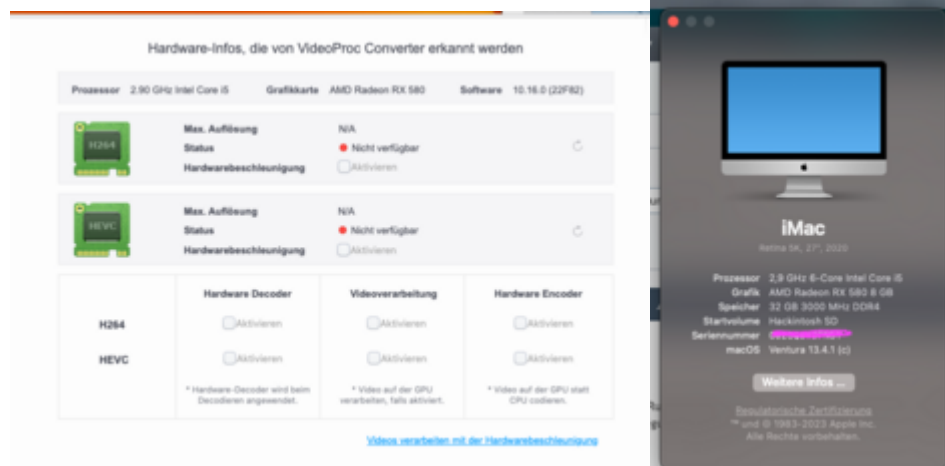 Hardware-Infos, die von VideoProc Converter erkannt werden
Prozessor 2.90 GHz Intel Core i5 Grafikkarte AMD Radeon RX 580 Software 10.16.0 (22F82)
H264
Max. Auflösung N/A
Status Nicht verfügbar
Hardwarebeschleunigung Aktivieren
HEVC
Max. Auflösung N/A
Status Nicht verfügbar
Hardwarebeschleunigung Aktivieren
Hardware Decoder Videoverarbeitung Hardware Encoder
H264 Aktivieren Aktivieren Aktivieren
HEVC Aktivieren Aktivieren Aktivieren
* Hardware-Decoder wird beim Decodieren angewendet.
* Video auf der GPU verarbeiten, falls aktiviert.
* Video auf der GPU statt CPU codieren.
Videos verarbeiten mit der Hardwarebeschleunigung
iMac
Retina 5K, 27", 2020
Prozessor 2,9 GHz 6-Core Intel Core i5
Grafik AMD Radeon RX 580 8 GB
Speicher 32 GB 3000 MHz DDR4
Startvolume Hackintosh SD
Seriennummer
macOS Ventura 13.4.1 (c)
Weitere Infos ...
Regulatorische Zertifizierung
™ und © 1983-2023 Apple Inc.
Alle Rechte vorbehalten.